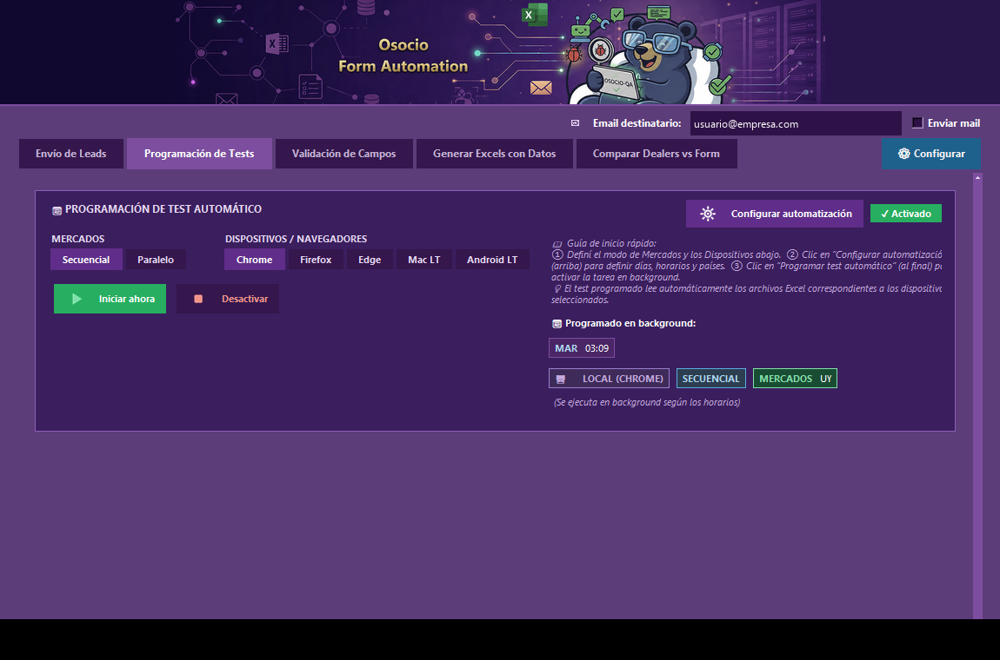 Osocio
Form Automation
OSOCIO-QA
Email destinatario:
usuario@empresa.com
Enviar mail
Envío de Leads
Programación de Tests
Validación de Campos
Generar Excels con Datos
Comparar Dealers vs Form
Configurar
PROGRAMACIÓN DE TEST AUTOMÁTICO
Configurar automatización
✓ Activado
MERCADOS
Secuencial
Paralelo
DISPOSITIVOS / NAVEGADORES
Chrome
Firefox
Edge
Mac LT
Android LT
Iniciar ahora
Desactivar
Guía de inicio rápido:
① Definí el modo de Mercados y los Dispositivos abajo. ② Clic en "Configurar automatizació
(arriba) para definir días, horarios y países. ③ Clic en "Programar test automático" (al final) pa
activar la tarea en background.
El test programado lee automáticamente los archivos Excel correspondientes a los dispositivo
seleccionados.
Programado en background:
MAR 03:09
LOCAL (CHROME)
SECUENCIAL
MERCADOS UY
(Se ejecuta en background según los horarios)